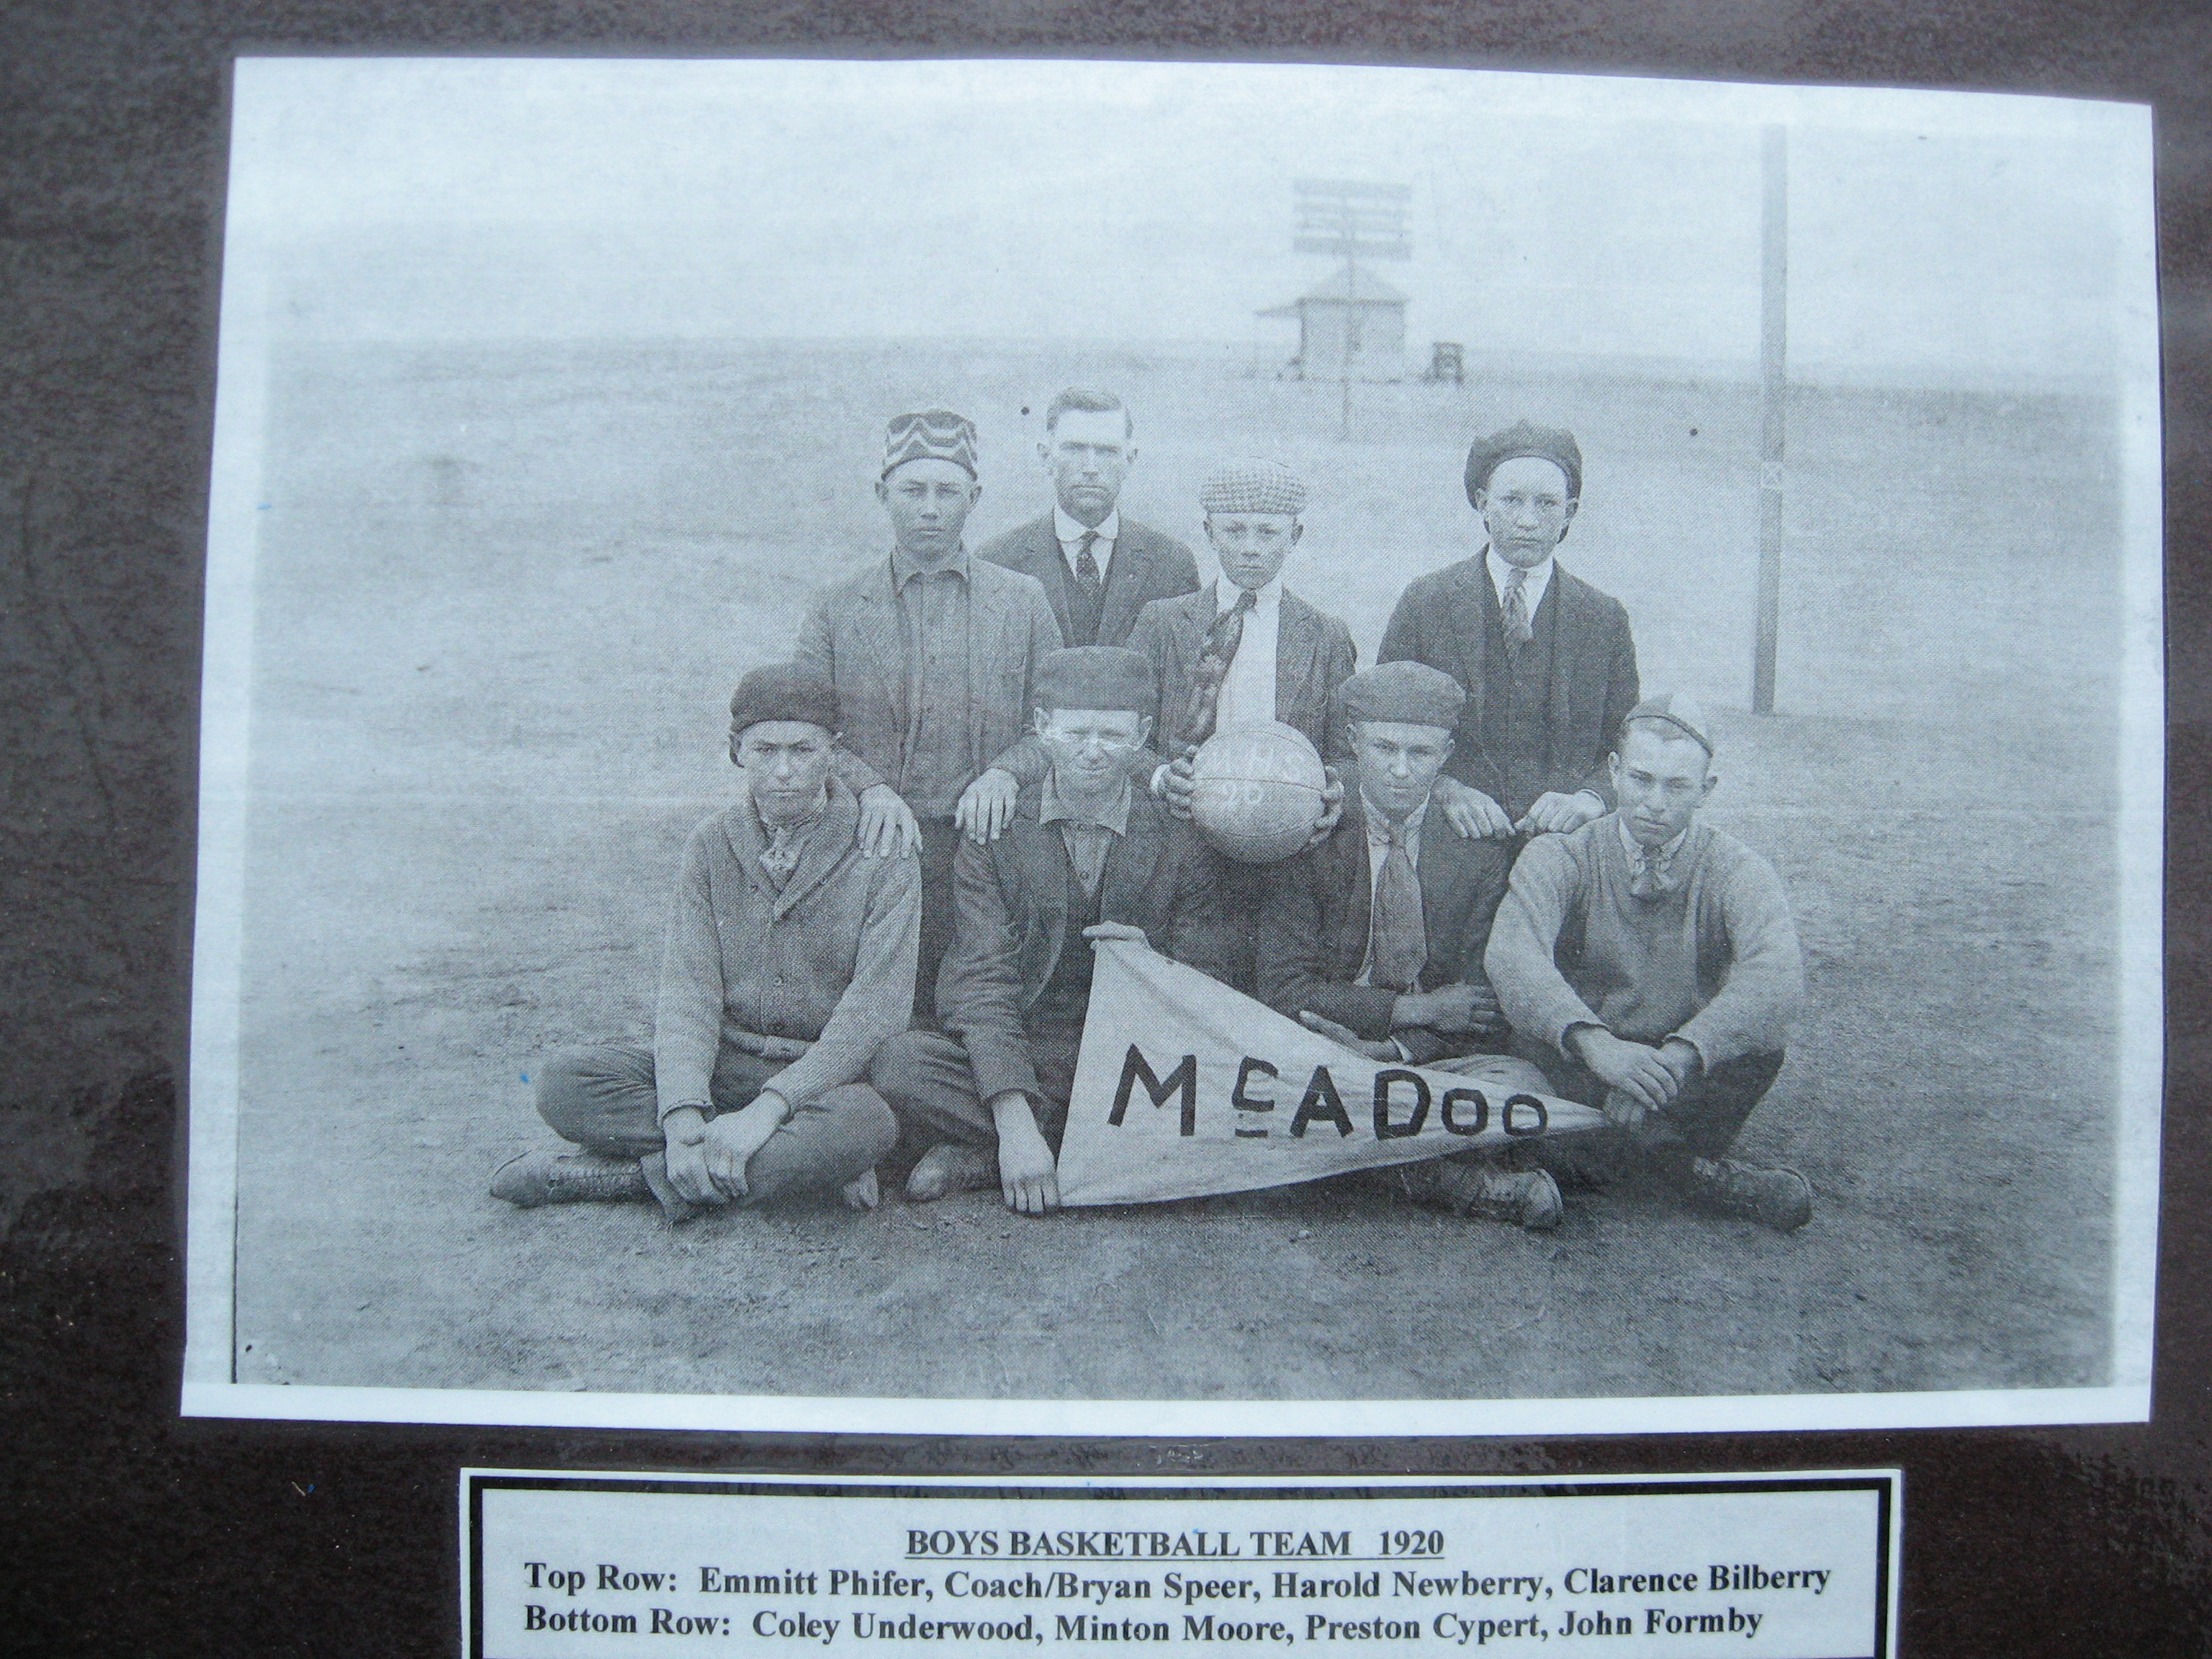 M.H.S
20
McADoo
BOYS BASKETBALL TEAM 1920
Top Row: Emmitt Phifer, Coach/Bryan Speer, Harold Newberry, Clarence Bilberry
Bottom Row: Coley Underwood, Minton Moore, Preston Cypert, John Formby